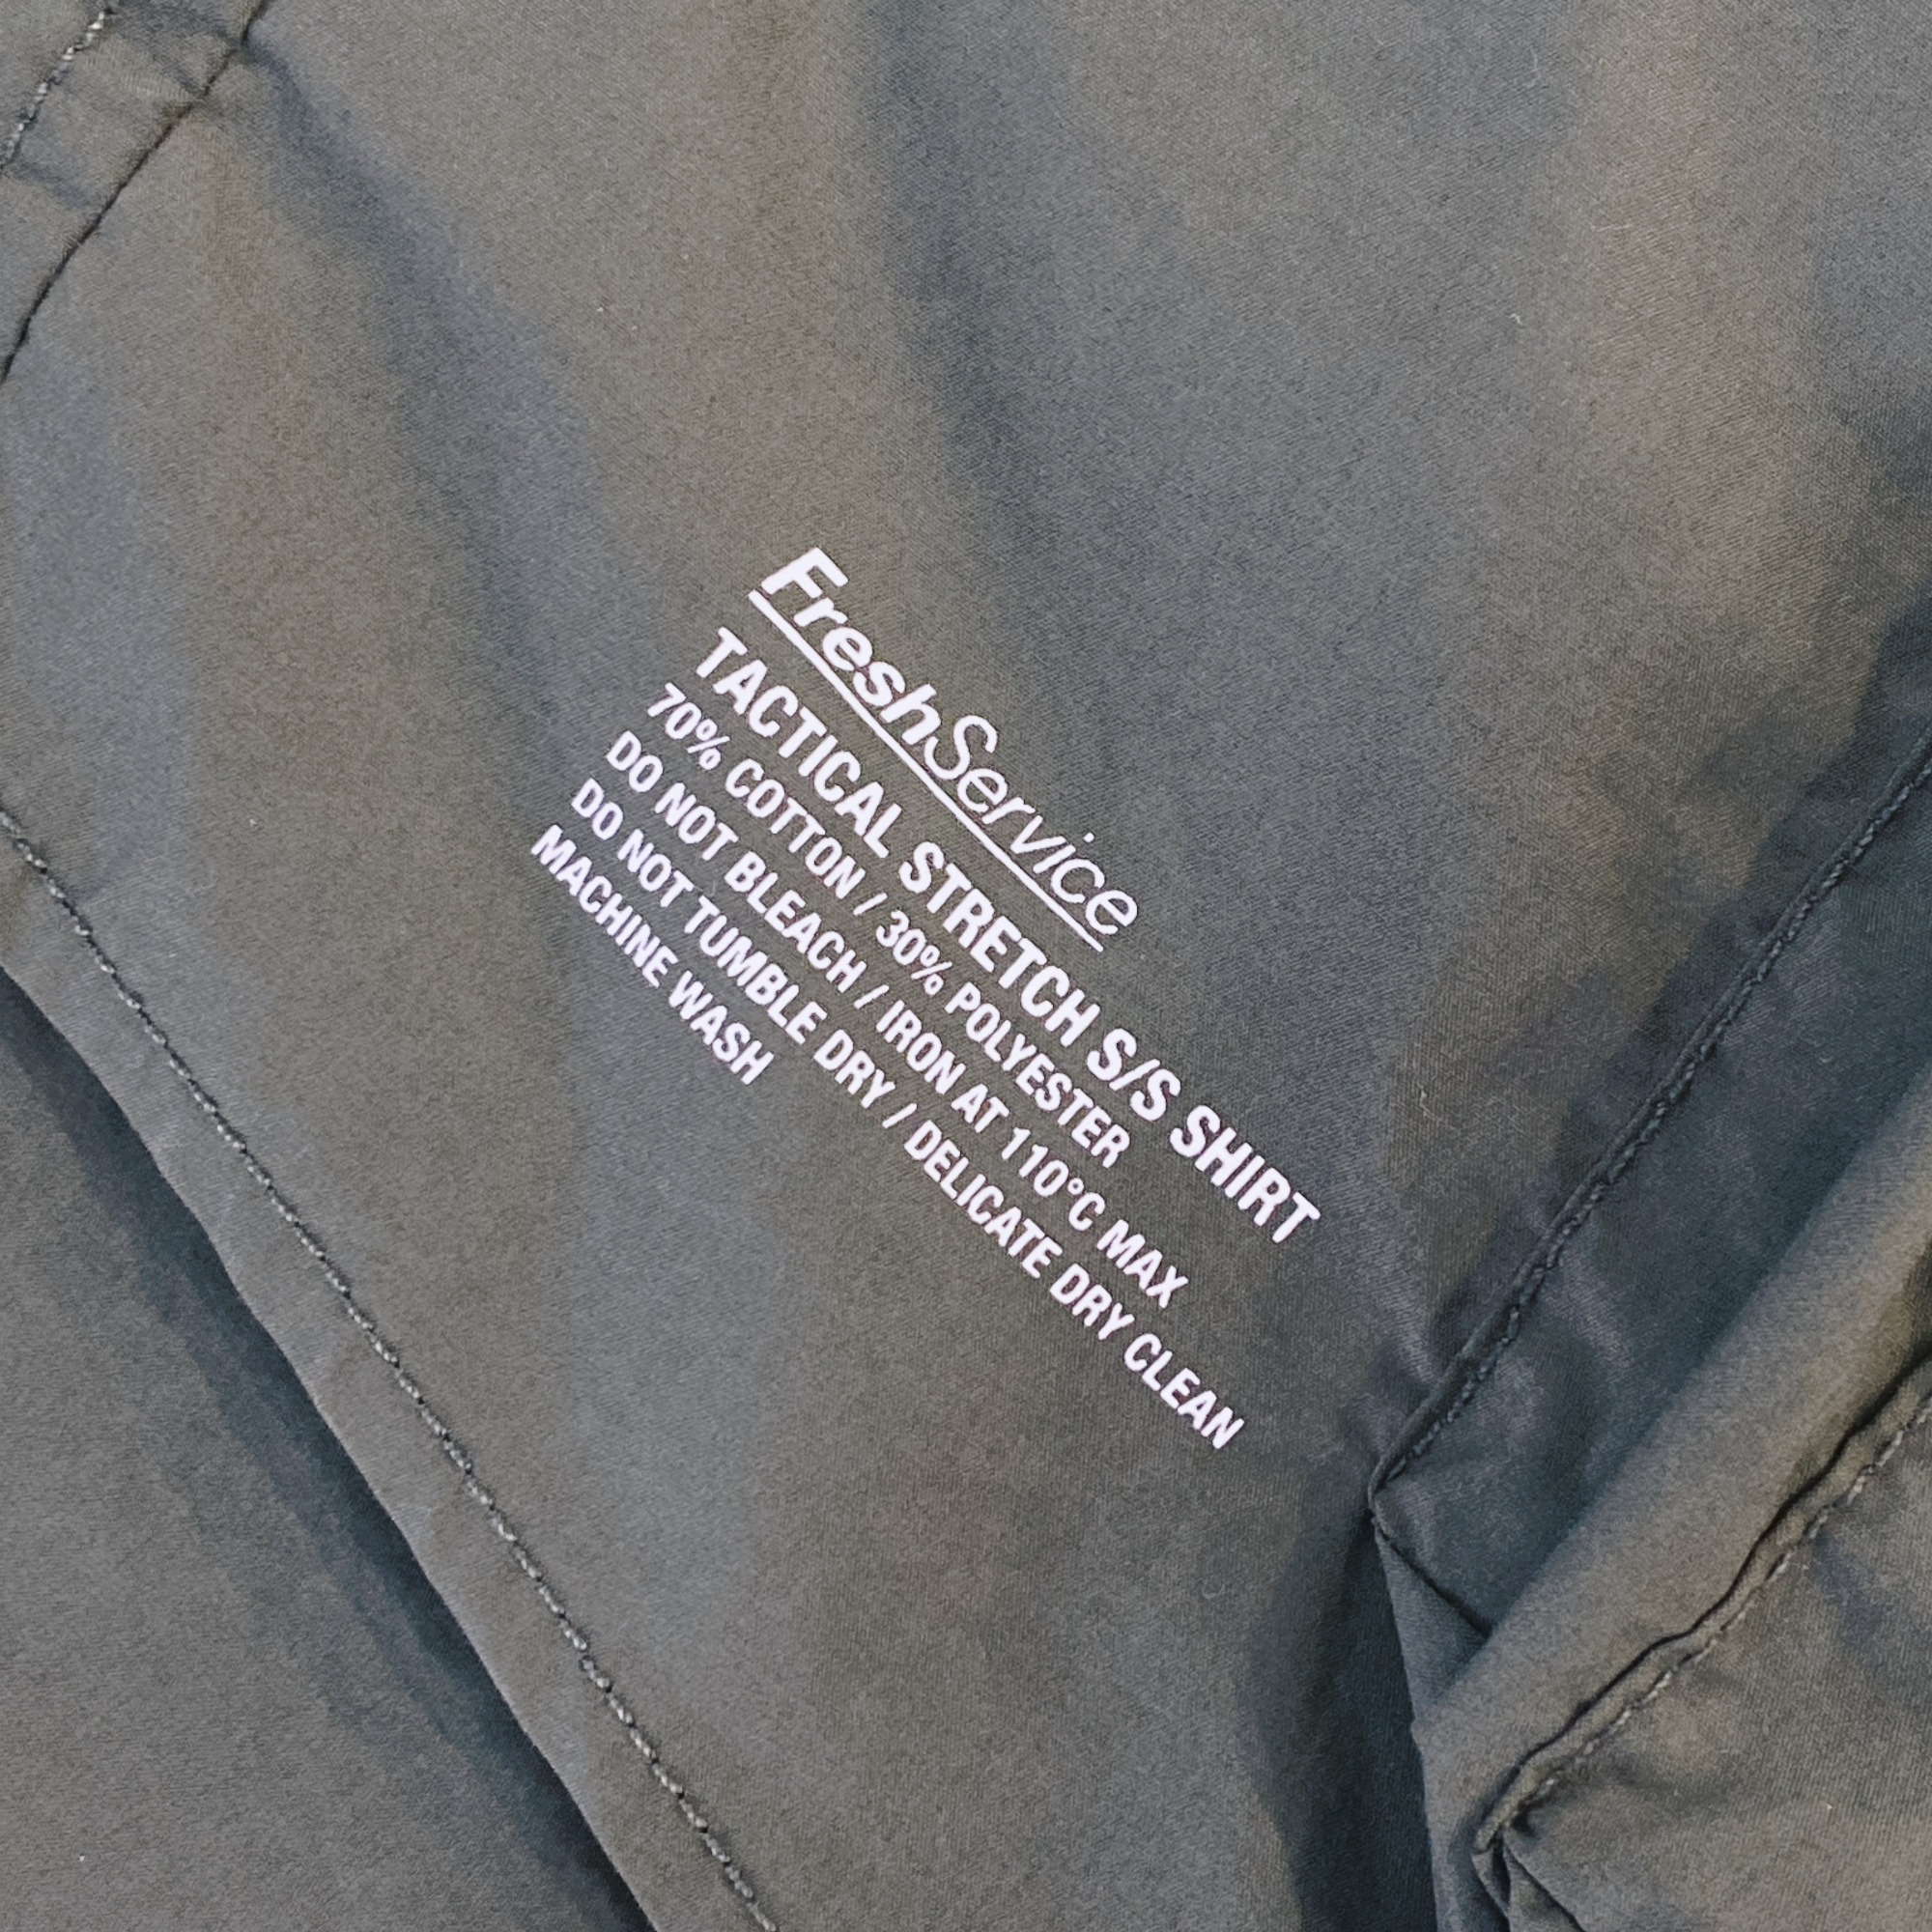 FreshService
TACTICAL STRETCH S/S SHIRT
70% COTTON / 30% POLYESTER
DO NOT BLEACH / IRON AT 110°C MAX
DO NOT TUMBLE DRY / DELICATE DRY CLEAN
MACHINE WASH